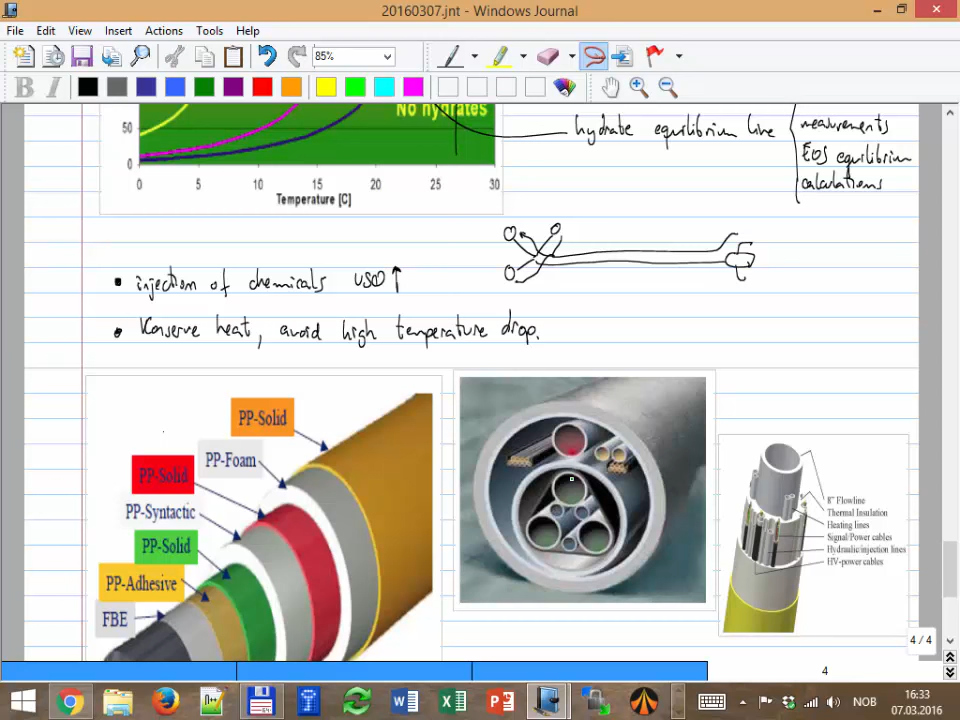 20160307.jnt - Windows Journal
File Edit View Insert Actions Tools Help
85%
B I
No hydrates
50
0
0 5 10 15 20 25 30
Temperature [C]
hydrate equilibrium line
measurements
EOS equilibrium
calculations
injection of chemicals USD ↑
Konserve heat, avoid high temperature drop.
PP-Solid
PP-Foam
PP-Solid
PP-Syntactic
PP-Solid
PP-Adhesive
FBE
8" Flowline
Thermal Insulation
Heating lines
Signal/Power cables
Hydraulic/injection lines
HV-power cables
4 / 4
4
NOB
16:33
07.03.2016